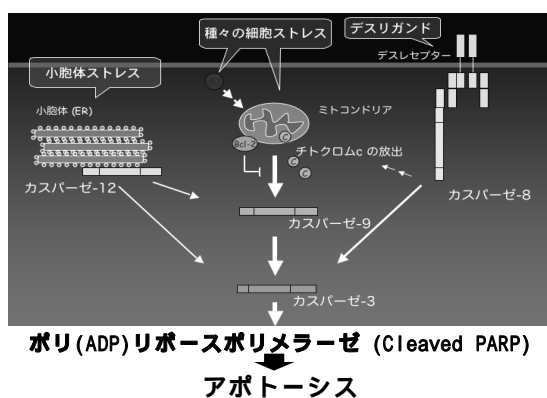 種々の細胞ストレス
デスリガンド
デスレセプター
小胞体ストレス
小胞体 (ER)
ミトコンドリア
Bcl-2
C
チトクロムc の放出
C
C
カスパーゼ-12
カスパーゼ-8
カスパーゼ-9
カスパーゼ-3
ポリ(ADP)リボースポリメラーゼ (Cleaved PARP)
アポトーシス